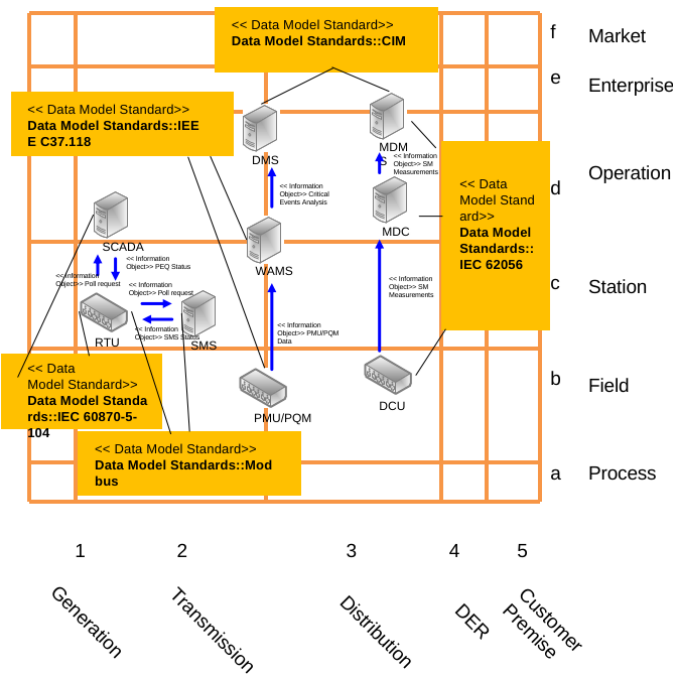 << Data Model Standard>>
Data Model Standards::CIM
f
Market
e
Enterprise
<< Data Model Standard>>
Data Model Standards::IEE
E C37.118
DMS
MDM
S
<< Information
Object>> SM
Measurements
Operation
d
<< Data
Model Stand
ard>>
Data Model
Standards::
IEC 62056
<< Information
Object>> Critical
Events Analysis
MDC
SCADA
WAMS
<< Information
Object>> PEQ Status
<< Information
Object>> Poll request
<< Information
Object>> Poll request
<< Information
Object>> SM
Measurements
c
Station
<< Information
Object>> SMS Status
RTU
SMS
<< Information
Object>> PMU/PQM
Data
<< Data
Model Standard>>
Data Model Standa
rds::IEC 60870-5-
104
b
Field
PMU/PQM
DCU
<< Data Model Standard>>
Data Model Standards::Mod
bus
a
Process
1
2
3
4
5
Generation
Transmission
Distribution
DER
Customer
Premise